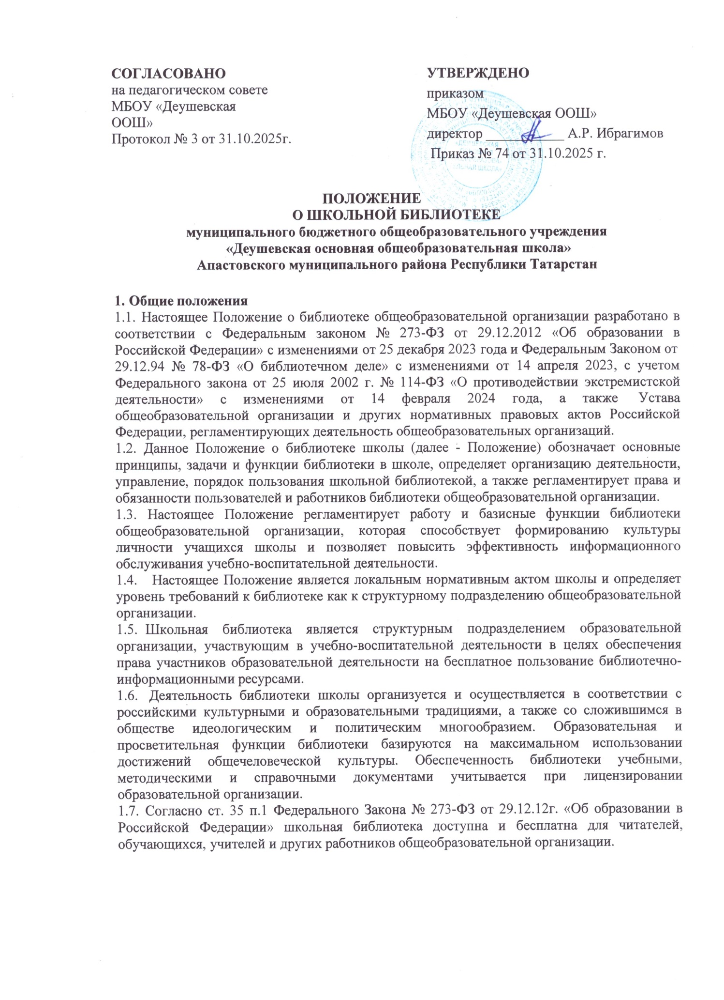 СОГЛАСОВАНО
на педагогическом совете
МБОУ «Деушевская
ООШ»
Протокол № 3 от 31.10.2025г.
УТВЕРЖДЕНО
приказом
МБОУ «Деушевская ООШ»
директор ____________ А.Р. Ибрагимов
Приказ № 74 от 31.10.2025 г.
ПОЛОЖЕНИЕ
О ШКОЛЬНОЙ БИБЛИОТЕКЕ
муниципального бюджетного общеобразовательного учреждения
«Деушевская основная общеобразовательная школа»
Апастовского муниципального района Республики Татарстан
1. Общие положения
1.1. Настоящее Положение о библиотеке общеобразовательной организации разработано в
соответствии с Федеральным законом № 273-ФЗ от 29.12.2012 «Об образовании в
Российской Федерации» с изменениями от 25 декабря 2023 года и Федеральным Законом от
29.12.94 № 78-ФЗ «О библиотечном деле» с изменениями от 14 апреля 2023, с учетом
Федерального закона от 25 июля 2002 г. № 114-ФЗ «О противодействии экстремистской
деятельности» с изменениями от 14 февраля 2024 года, а также Устава
общеобразовательной организации и других нормативных правовых актов Российской
Федерации, регламентирующих деятельность общеобразовательных организаций.
1.2. Данное Положение о библиотеке школы (далее - Положение) обозначает основные
принципы, задачи и функции библиотеки в школе, определяет организацию деятельности,
управление, порядок пользования школьной библиотекой, а также регламентирует права и
обязанности пользователей и работников библиотеки общеобразовательной организации.
1.3. Настоящее Положение регламентирует работу и базисные функции библиотеки
общеобразовательной организации, которая способствует формированию культуры
личности учащихся школы и позволяет повысить эффективность информационного
обслуживания учебно-воспитательной деятельности.
1.4. Настоящее Положение является локальным нормативным актом школы и определяет
уровень требований к библиотеке как к структурному подразделению общеобразовательной
организации.
1.5. Школьная библиотека является структурным подразделением образовательной
организации, участвующим в учебно-воспитательной деятельности в целях обеспечения
права участников образовательной деятельности на бесплатное пользование библиотечно-
информационными ресурсами.
1.6. Деятельность библиотеки школы организуется и осуществляется в соответствии с
российскими культурными и образовательными традициями, а также со сложившимся в
обществе идеологическим и политическим многообразием. Образовательная и
просветительная функции библиотеки базируются на максимальном использовании
достижений общечеловеческой культуры. Обеспеченность библиотеки учебными,
методическими и справочными документами учитывается при лицензировании
образовательной организации.
1.7. Согласно ст. 35 п.1 Федерального Закона № 273-ФЗ от 29.12.12г. «Об образовании в
Российской Федерации» школьная библиотека доступна и бесплатна для читателей,
обучающихся, учителей и других работников общеобразовательной организации.